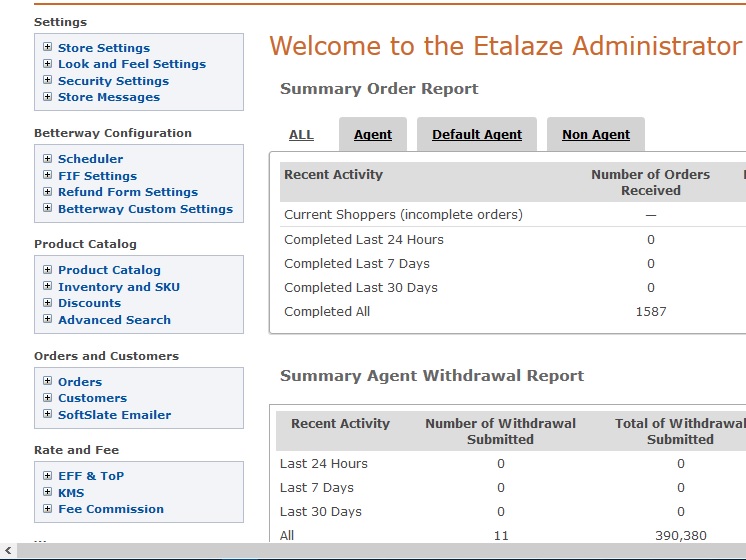 Settings
Store Settings
Look and Feel Settings
Security Settings
Store Messages
Betterway Configuration
Scheduler
FIF Settings
Refund Form Settings
Betterway Custom Settings
Product Catalog
Product Catalog
Inventory and SKU
Discounts
Advanced Search
Orders and Customers
Orders
Customers
SoftSlate Emailer
Rate and Fee
EFF & ToP
KMS
Fee Commission
Welcome to the Etalaze Administrator
Summary Order Report
ALL Agent Default Agent Non Agent
Recent Activity Number of Orders
Received
Current Shoppers (incomplete orders) —
Completed Last 24 Hours 0
Completed Last 7 Days 0
Completed Last 30 Days 0
Completed All 1587
Summary Agent Withdrawal Report
Recent Activity Number of Withdrawal Total of Withdrawal
Submitted Submitted
Last 24 Hours 0 0
Last 7 Days 0 0
Last 30 Days 0 0
All 11 390,380